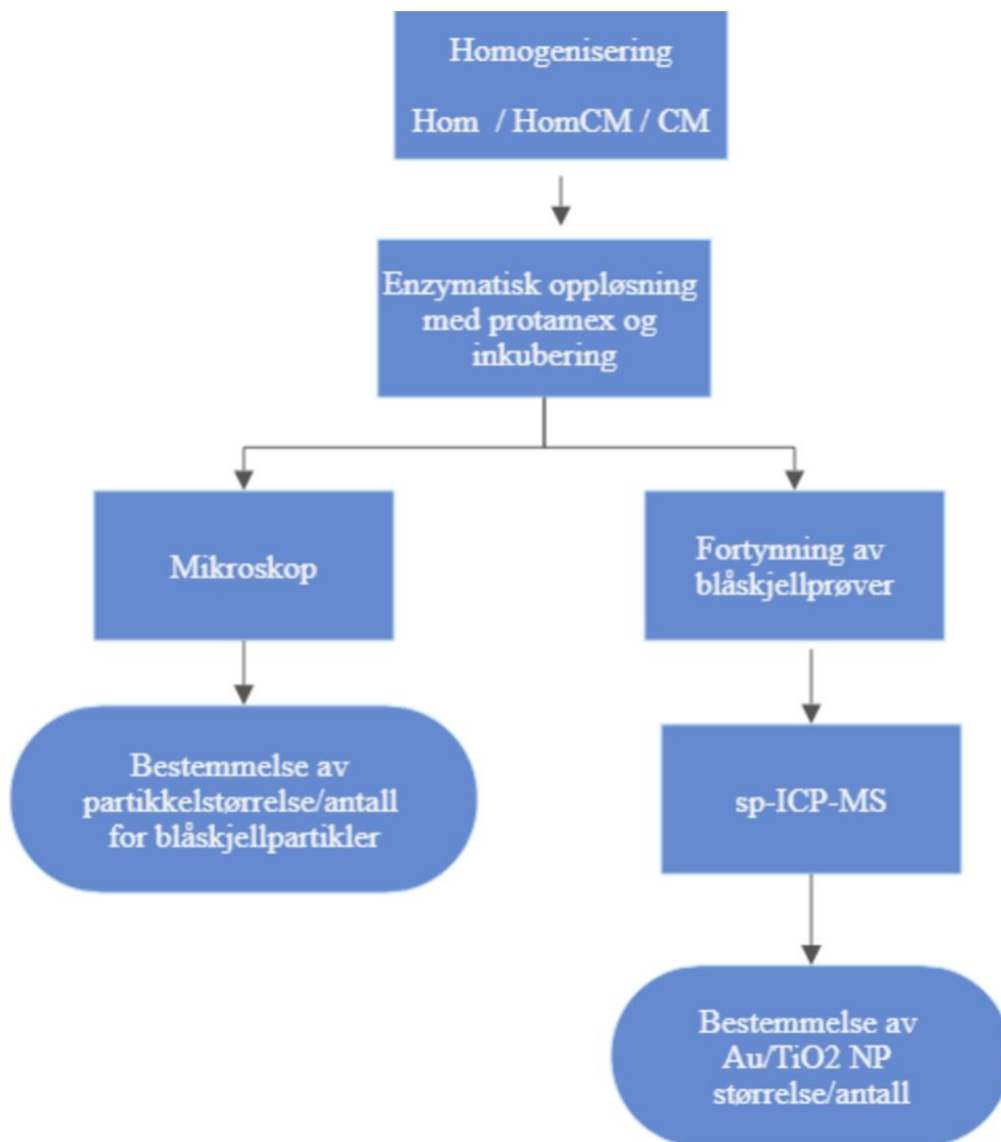 Homogenisering
Hom / HomCM / CM
Enzymatisk oppløsning
med protamex og
inkubering
Mikroskop
Fortynning av
blåskjellprøver
Bestemmelse av
partikkelstørrelse/antall
for blåskjellpartikler
sp-ICP-MS
Bestemmelse av
Au/TiO2 NP
størrelse/antall